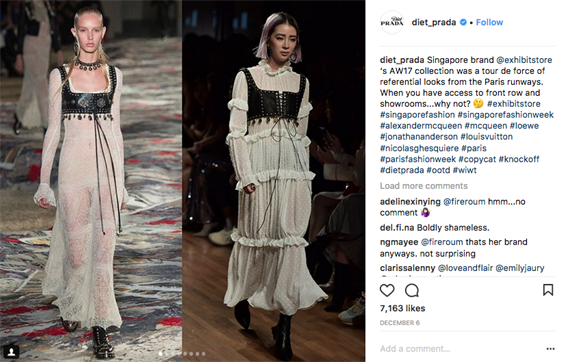 Diet
PRADA
diet_prada • Follow
diet_prada Singapore brand @exhibitstore
's AW17 collection was a tour de force of
referential looks from the Paris runways.
When you have access to front row and
showrooms...why not? 🤔 #exhibitstore
#singaporefashion #singaporefashionweek
#alexandermcqueen #mcqueen #loewe
#jonathananderson #louisvuitton
#nicolasghesquiere #paris
#parisfashionweek #copycat #knockoff
#dietprada #ootd #wiwt
Load more comments
adelinexinying @fireroum hmm...no
comment 🤷🏻‍♀️
del.fi.na Boldly shameless.
ngmayee @fireroum thats her brand
anyways. not surprising
clarissalenny @loveandflair @emilyjaury
7,163 likes
DECEMBER 6
Add a comment...